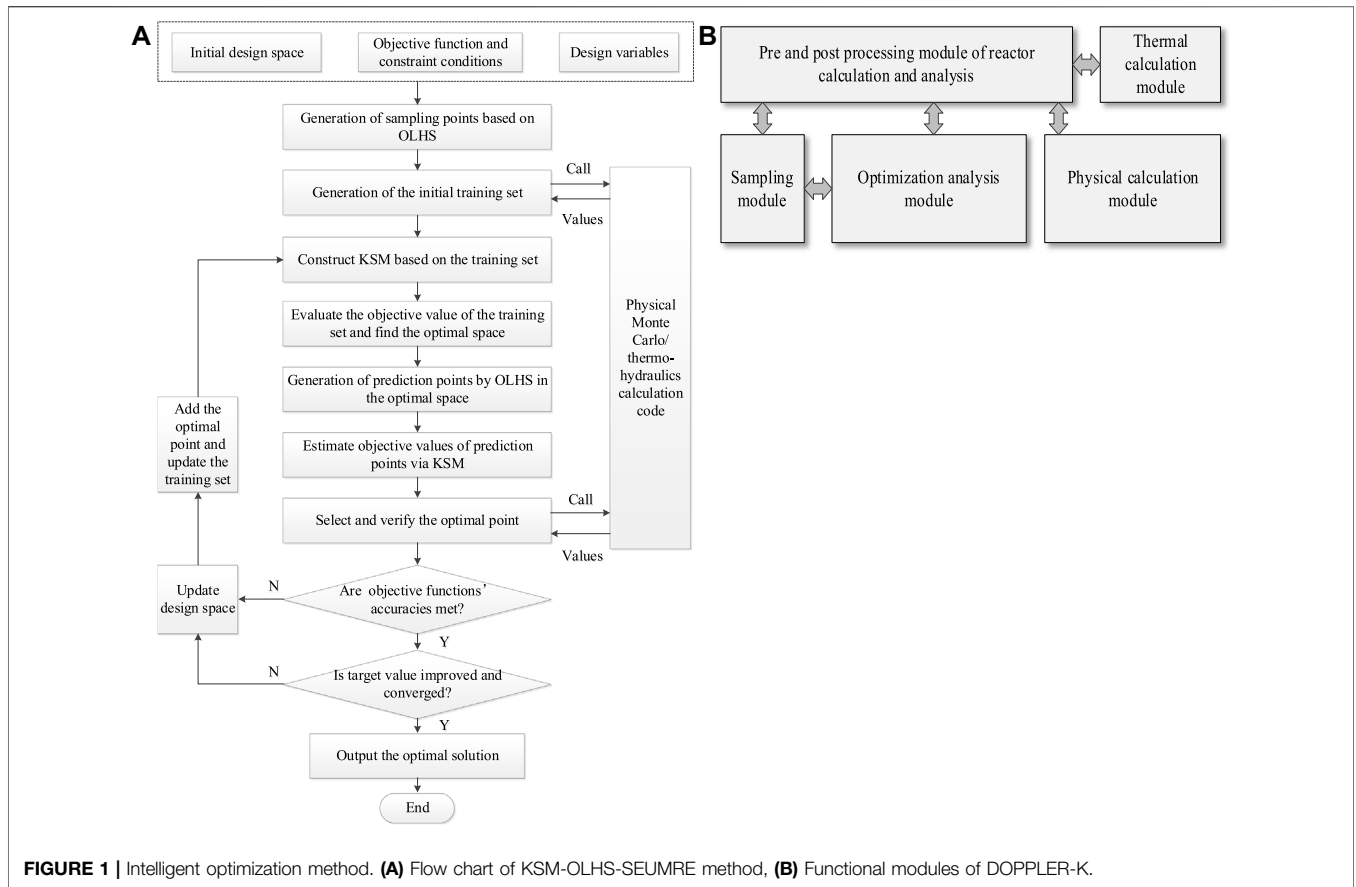 A
Initial design space
Objective function and
constraint conditions
Design variables
Generation of sampling points based on
OLHS
Generation of the initial training set
Call
Values
Construct KSM based on the training set
Evaluate the objective value of the training
set and find the optimal space
Generation of prediction points by OLHS in
the optimal space
Estimate objective values of prediction
points via KSM
Select and verify the optimal point
Call
Values
Physical
Monte
Carlo/
thermo-
hydraulics
calculation
code
Add the
optimal
point and
update the
training set
Update
design space
N
Are objective functions’
accuracies met?
Y
N
Is target value improved and
converged?
Y
Output the optimal solution
End
B
Pre and post processing module of reactor
calculation and analysis
Thermal
calculation
module
Sampling
module
Optimization analysis
module
Physical calculation
module
FIGURE 1 | Intelligent optimization method. (A) Flow chart of KSM-OLHS-SEUMRE method, (B) Functional modules of DOPPLER-K.